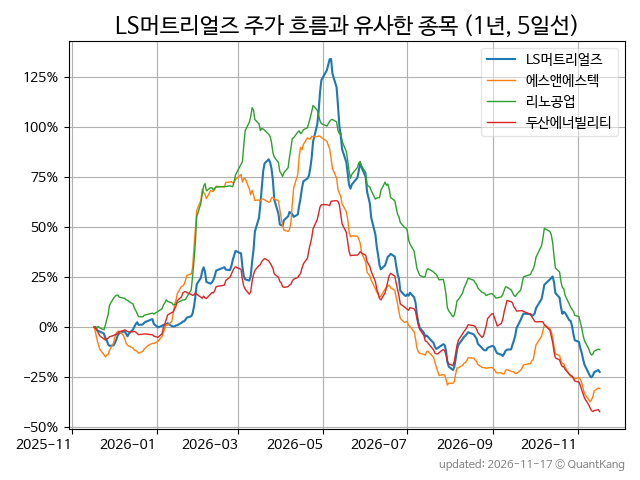 LS머트리얼즈 주가 흐름과 유사한 종목 (1년, 5일선)
LS머트리얼즈
에스앤에스텍
리노공업
두산에너빌리티
125%
100%
75%
50%
25%
0%
−25%
−50%
2025-11 2026-01 2026-03 2026-05 2026-07 2026-09 2026-11
updated: 2026-11-17 © QuantKang